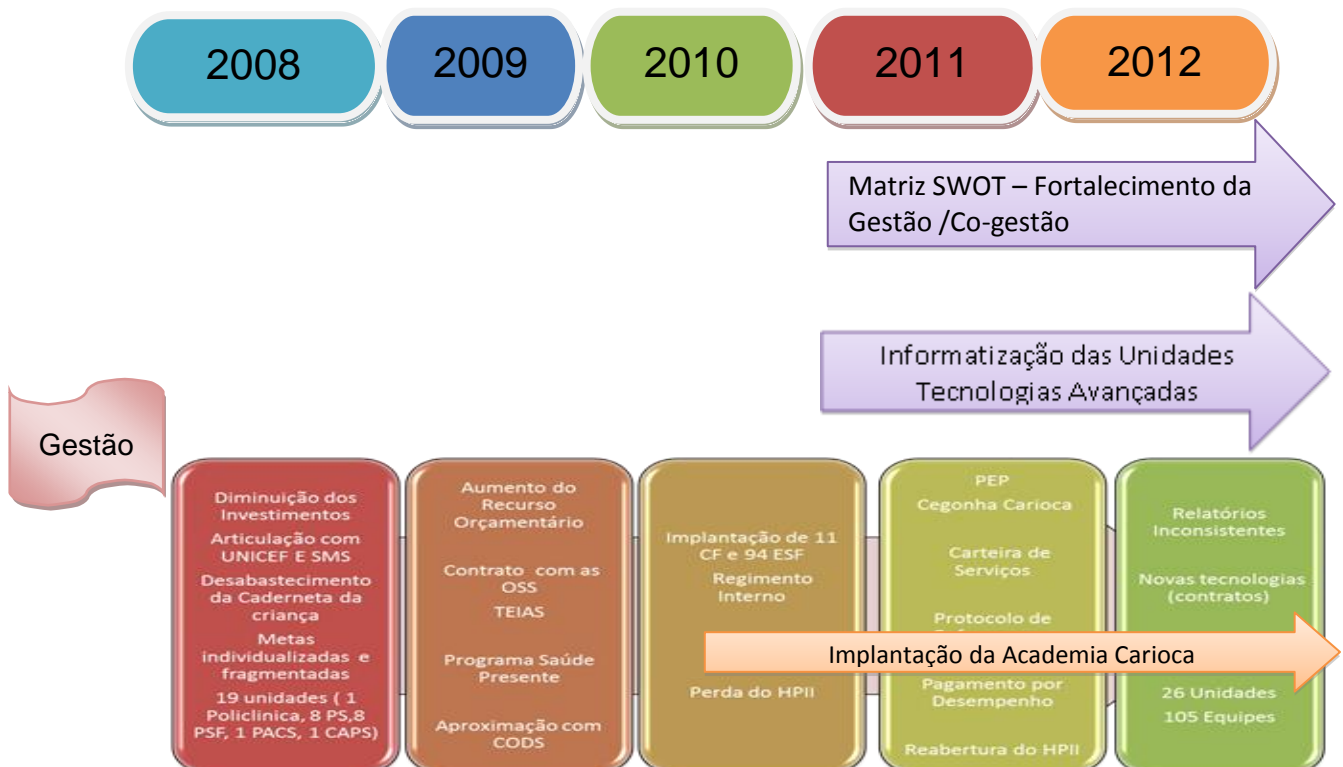 2008
2009
2010
2011
2012
Matriz SWOT – Fortalecimento da
Gestão /Co-gestão
Informatização das Unidades
Tecnologias Avançadas
Gestão
Diminuição dos
Investimentos
Articulação com
UNICEF E SMS
Desabastecimento
da Caderneta da
criança
Metas
individualizadas e
fragmentadas
19 unidades ( 1
Policlinica, 8 PS,8
PSF, 1 PACS, 1 CAPS)
Aumento do
Recurso
Orçamentário
Contrato com as
OSS
TEIAS
Programa Saúde
Presente
Aproximação com
CODS
Implantação de 11
CF e 94 ESF
Regimento
Interno
Perda do HPII
PEP
Cegonha Carioca
Carteira de
Serviços
Protocolo de
Pagamento por
Desempenho
Reabertura do HPII
Relatórios
Inconsistentes
Novas tecnologias
(contratos)
26 Unidades
105 Equipes
Implantação da Academia Carioca